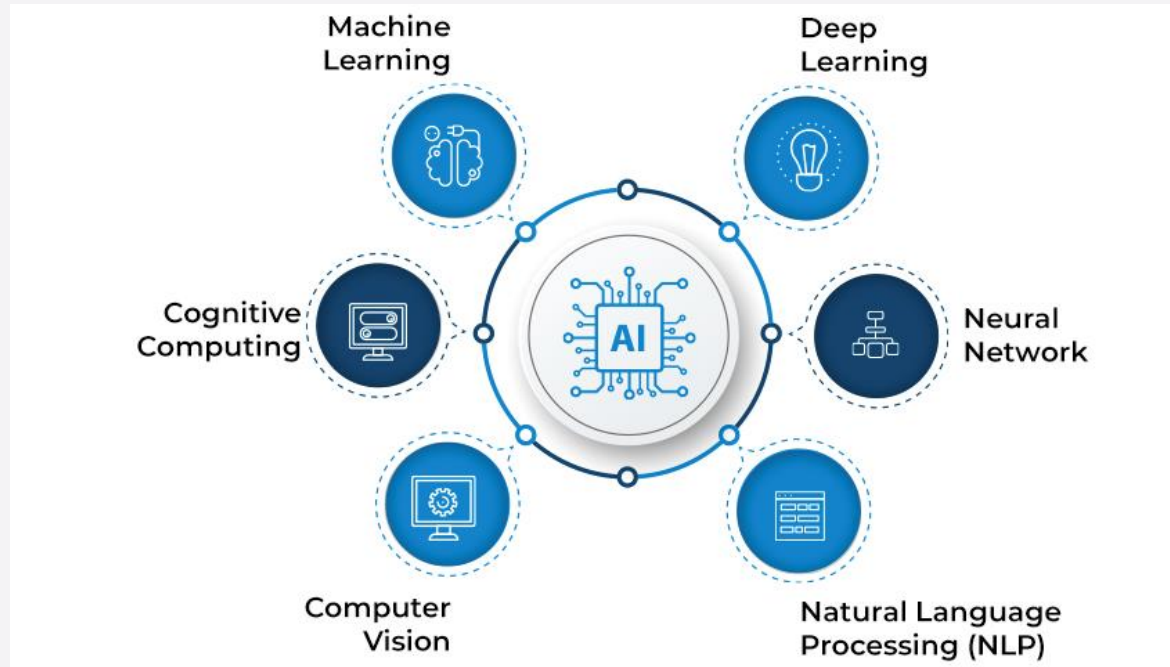 Machine
Learning
Deep
Learning
Cognitive
Computing
AI
Neural
Network
Computer
Vision
Natural Language
Processing (NLP)